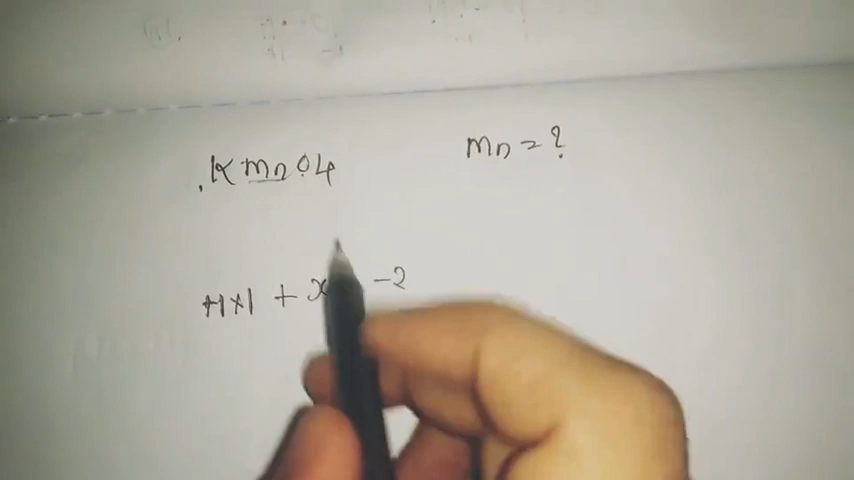 KMnO4 Mn = ?
+1×1 + x -2